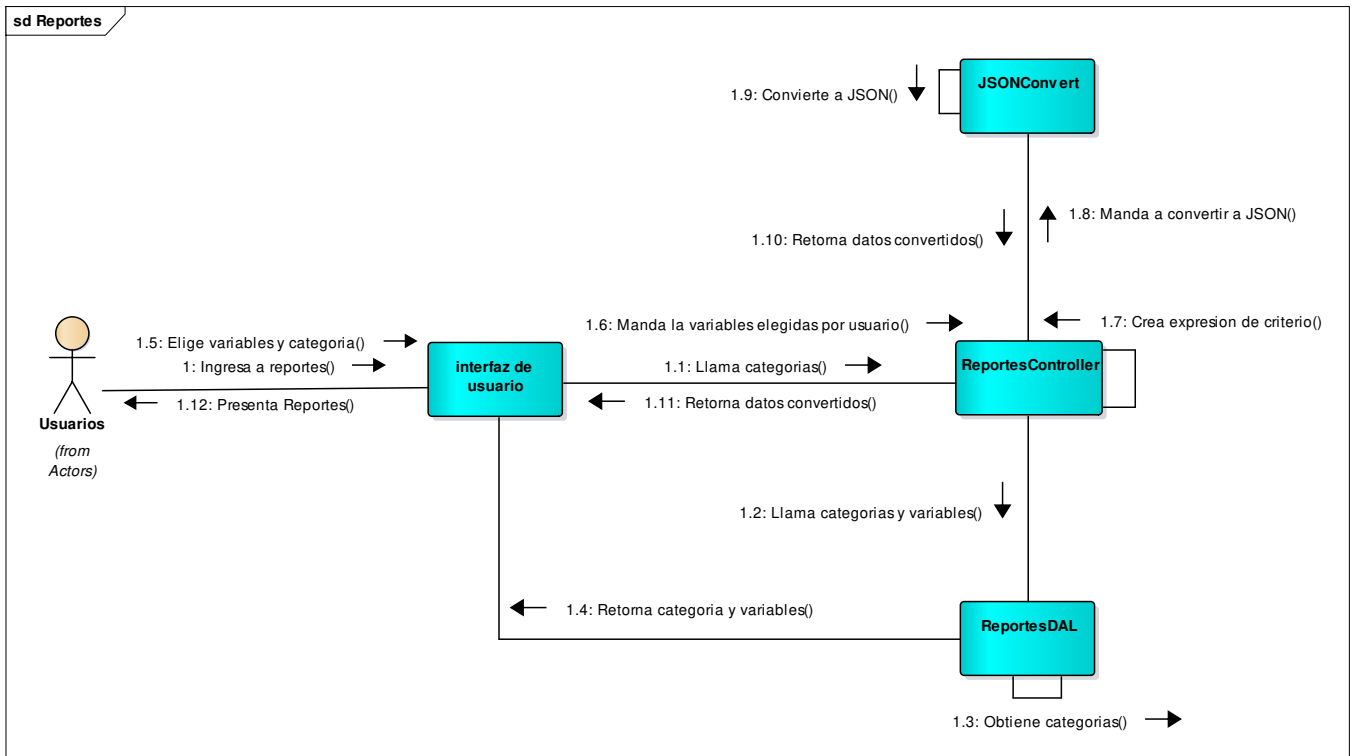 sd Reportes
JSONConvert
1.9: Convierte a JSON()
1.8: Manda a convertir a JSON()
1.10: Retorna datos convertidos()
1.6: Manda la variables elegidas por usuario()
1.7: Crea expresion de criterio()
1.5: Elige variables y categoria()
1: Ingresa a reportes()
interfaz de
usuario
1.1: Llama categorias()
ReportesController
1.12: Presenta Reportes()
1.11: Retorna datos convertidos()
Usuarios
(from
Actors)
1.2: Llama categorias y variables()
1.4: Retorna categoria y variables()
ReportesDAL
1.3: Obtiene categorias()